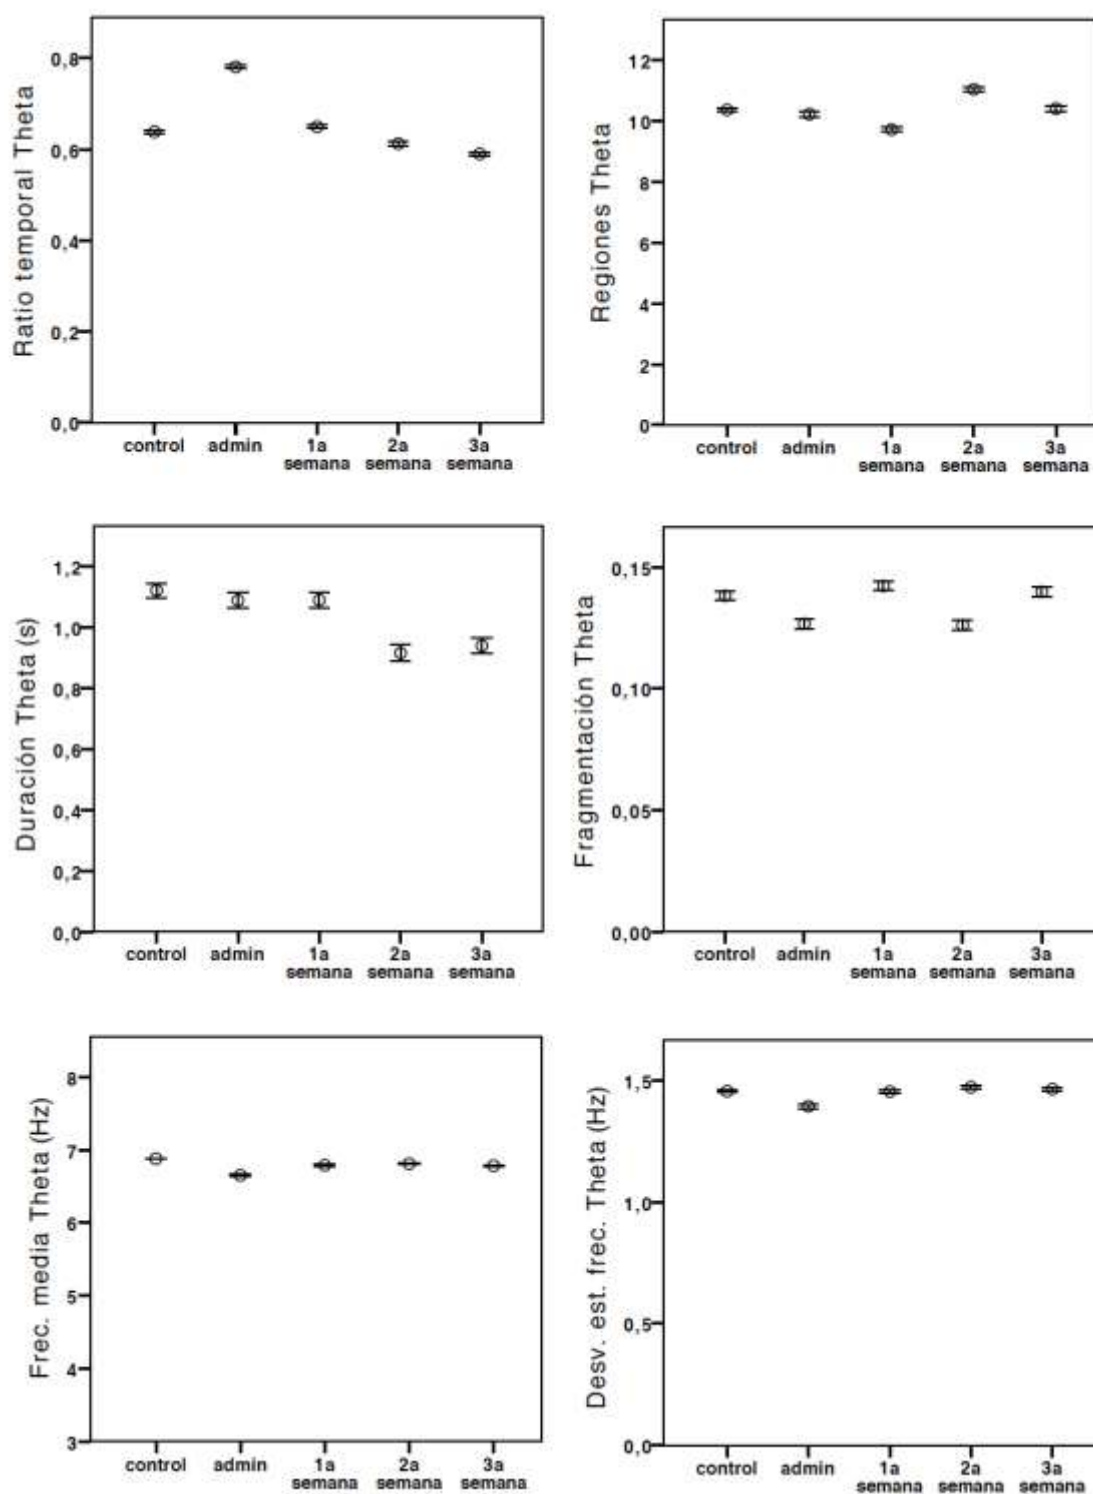 Ratio temporal Theta
0,8
0,6
0,4
0,2
0,0
control admin 1a semana 2a semana 3a semana
Regiones Theta
12
10
8
6
4
2
0
control admin 1a semana 2a semana 3a semana
Duración Theta (s)
1,2
1,0
0,8
0,6
0,4
0,2
0,0
control admin 1a semana 2a semana 3a semana
Fragmentación Theta
0,15
0,10
0,05
0,00
control admin 1a semana 2a semana 3a semana
Frec. media Theta (Hz)
8
7
6
5
4
3
control admin 1a semana 2a semana 3a semana
Desv. est. frec. Theta (Hz)
1,5
1,0
0,5
0,0
control admin 1a semana 2a semana 3a semana